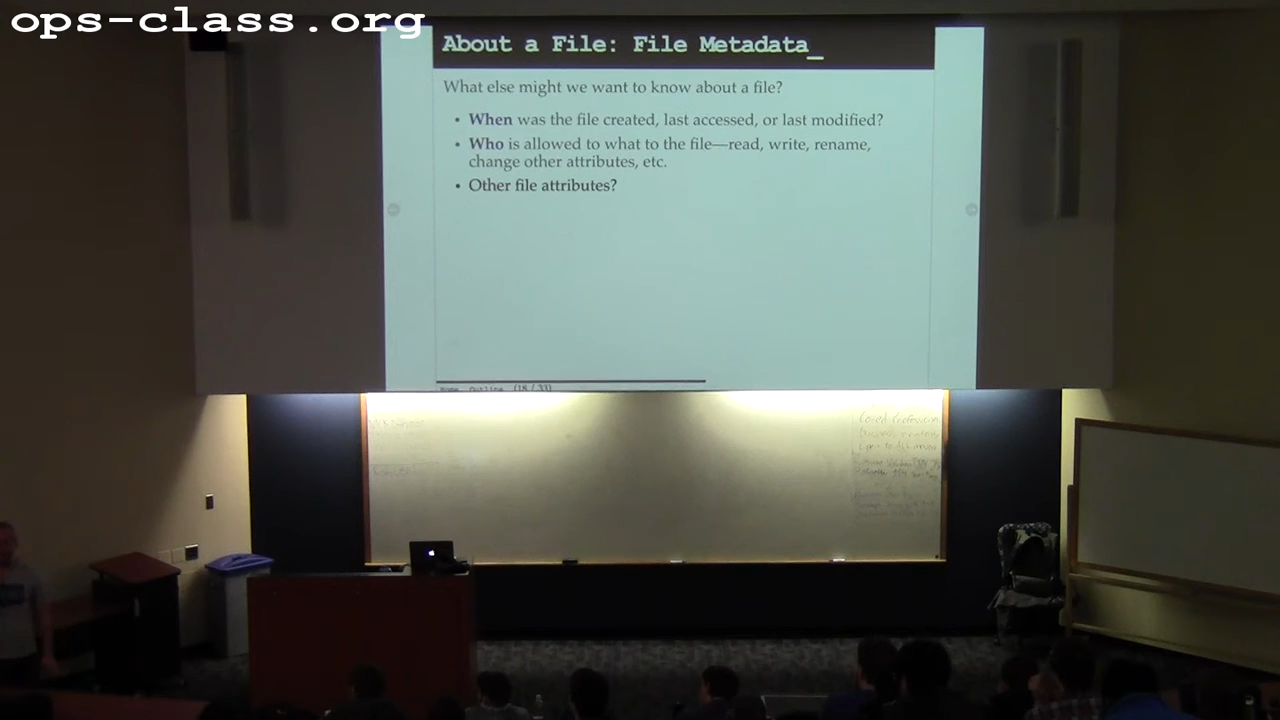 ops-class.org
About a File: File Metadata_
What else might we want to know about a file?
• When was the file created, last accessed, or last modified?
• Who is allowed to what to the file—read, write, rename,
change other attributes, etc.
• Other file attributes?